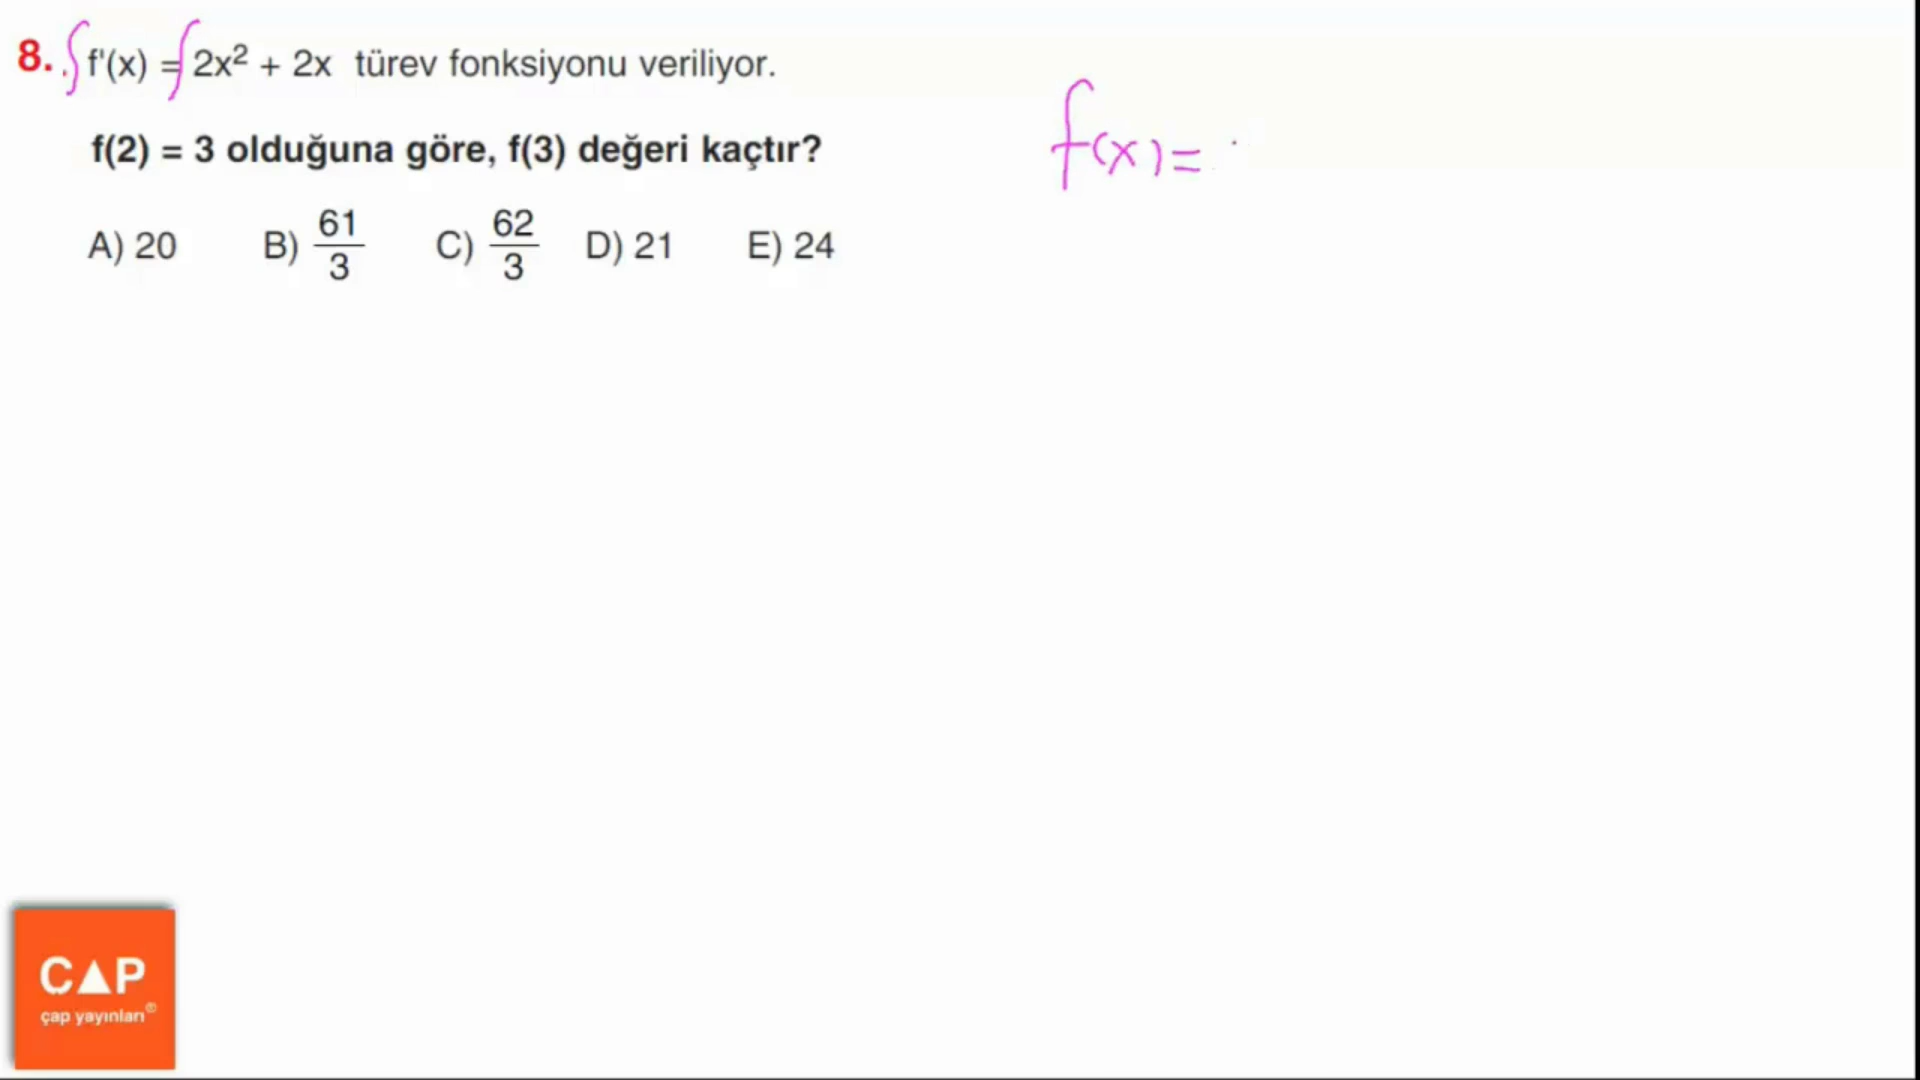 8. ∫f'(x) = ∫2x² + 2x türev fonksiyonu veriliyor.
f(x) =
f(2) = 3 olduğuna göre, f(3) değeri kaçtır?
A) 20 B) 61/3 C) 62/3 D) 21 E) 24
ÇAP
çap yayınları®